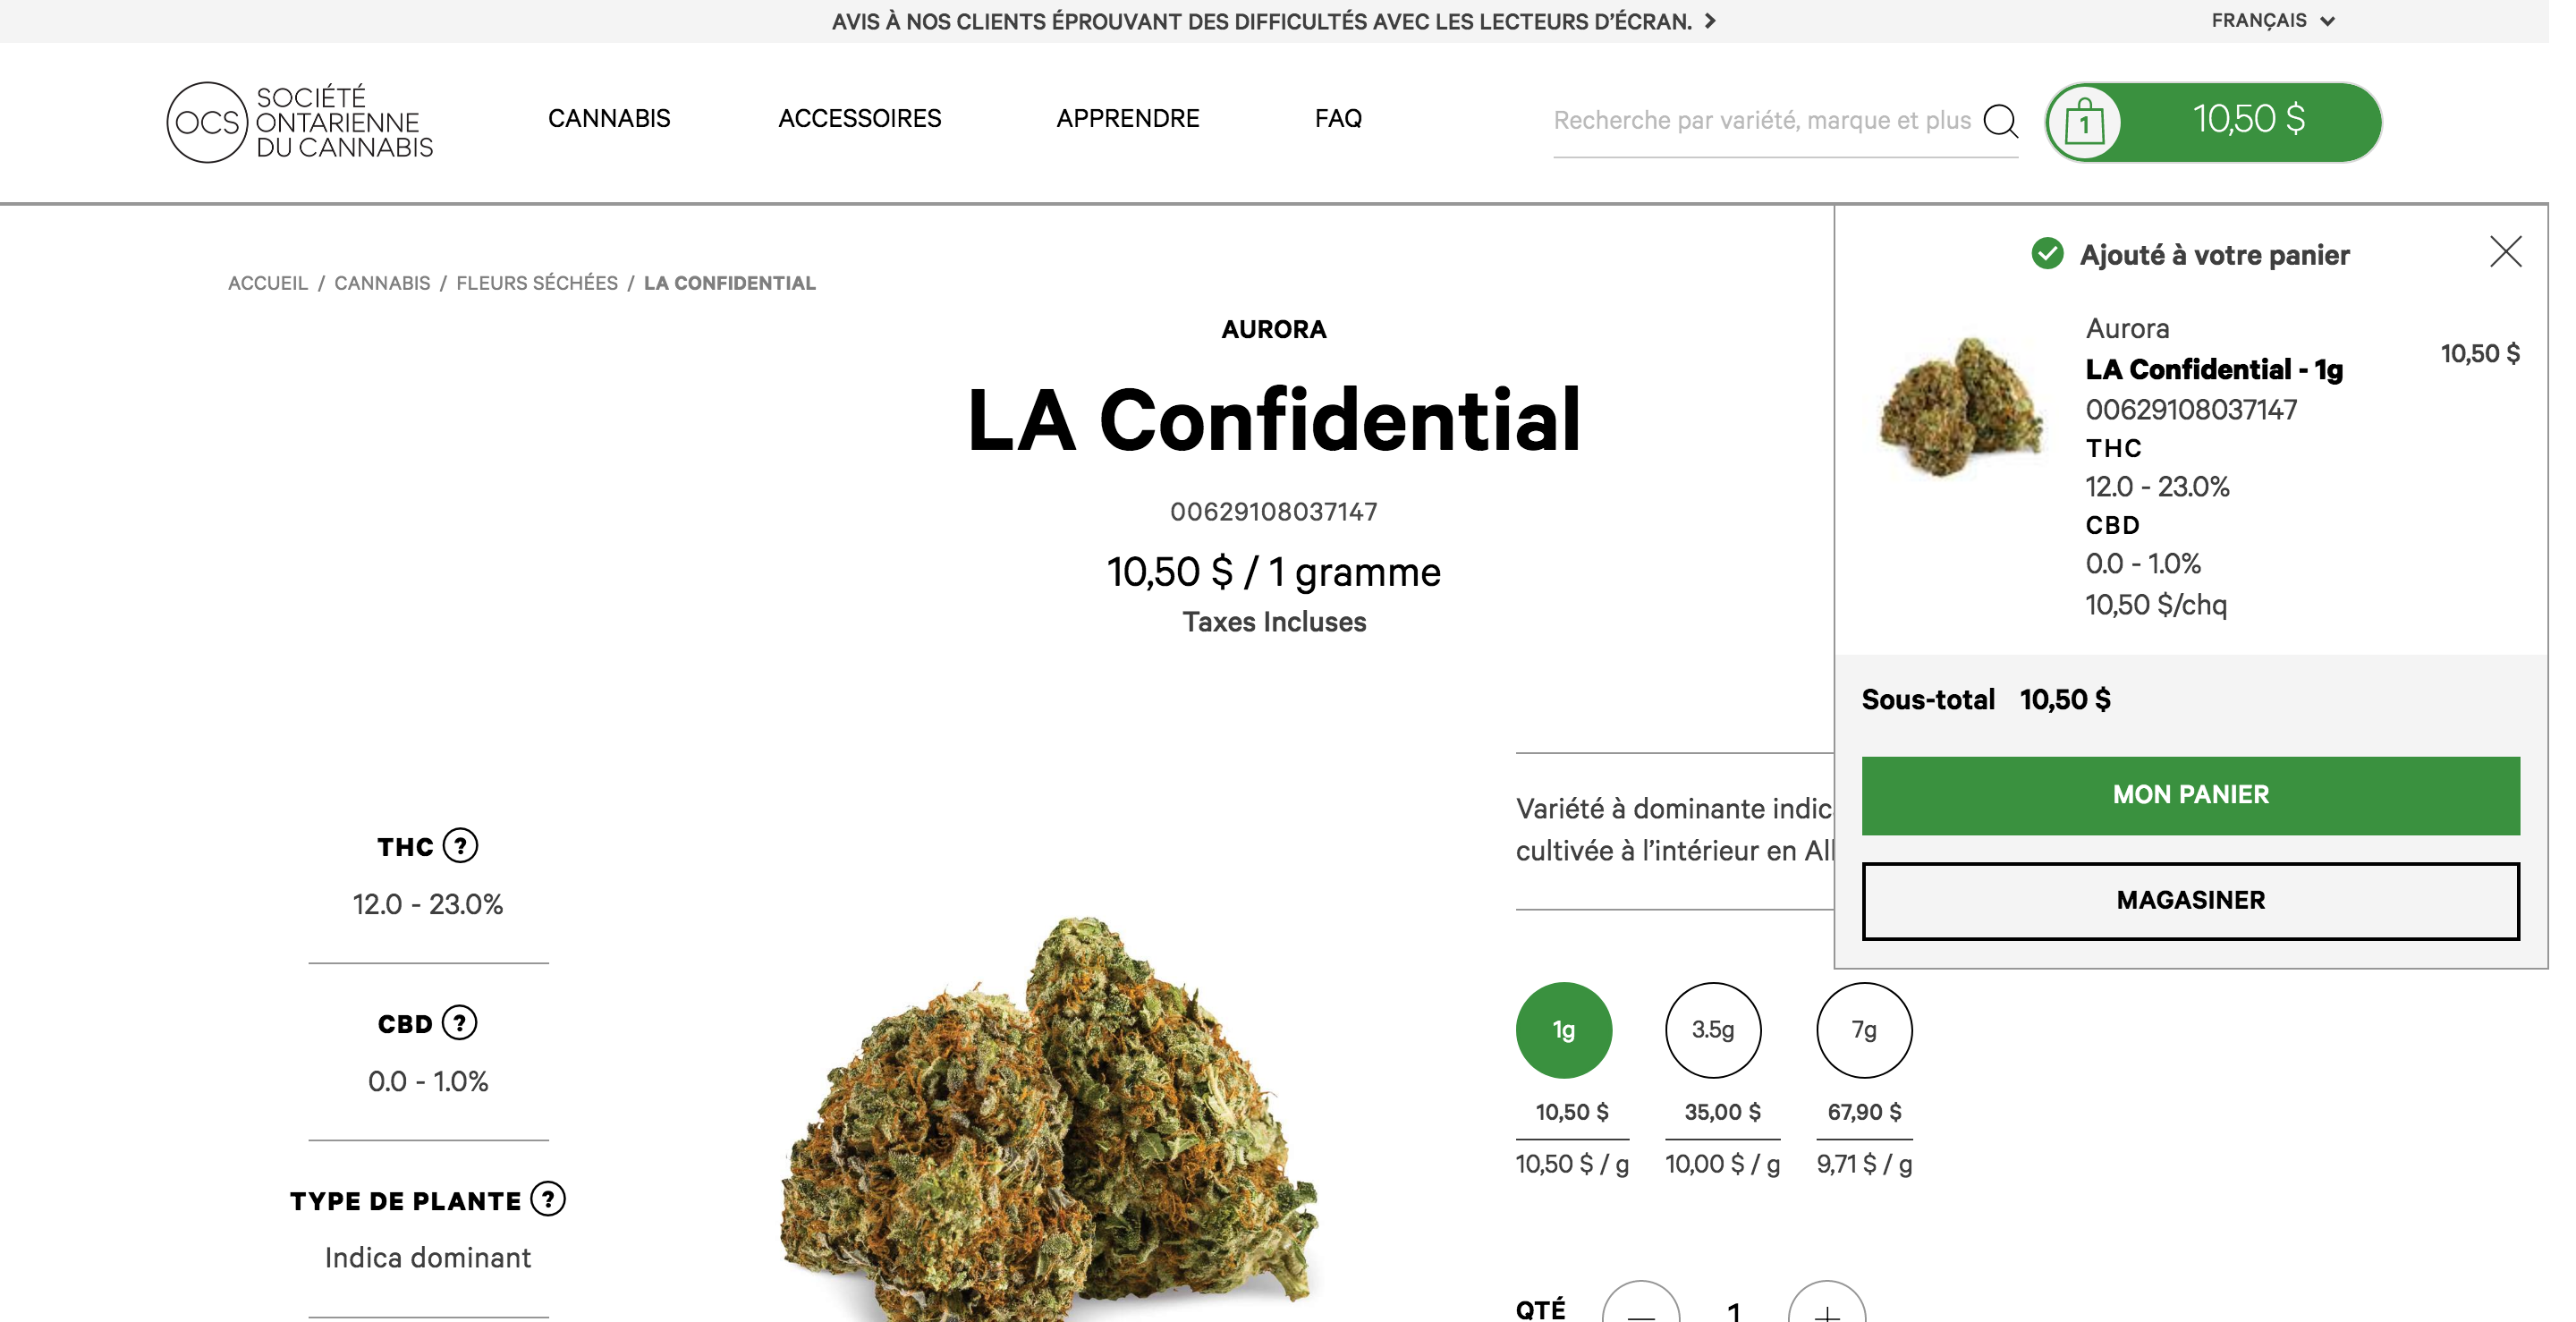 AVIS À NOS CLIENTS ÉPROUVANT DES DIFFICULTÉS AVEC LES LECTEURS D’ÉCRAN.
FRANÇAIS
OCS
SOCIÉTÉ
ONTARIENNE
DU CANNABIS
CANNABIS
ACCESSOIRES
APPRENDRE
FAQ
Recherche par variété, marque et plus
1
10,50 $
ACCUEIL / CANNABIS / FLEURS SÉCHÉES / LA CONFIDENTIAL
AURORA
LA Confidential
00629108037147
10,50 $ / 1 gramme
Taxes Incluses
Ajouté à votre panier
Aurora
LA Confidential - 1g
10,50 $
00629108037147
THC
12.0 - 23.0%
CBD
0.0 - 1.0%
10,50 $/chq
Sous-total 10,50 $
MON PANIER
MAGASINER
THC ?
12.0 - 23.0%
CBD ?
0.0 - 1.0%
TYPE DE PLANTE ?
Indica dominant
Variété à dominante indic
cultivée à l’intérieur en
1g 3.5g 7g
10,50 $ 35,00 $ 67,90 $
10,50 $ / g 10,00 $ / g 9,71 $ / g
QTÉ — 1 +